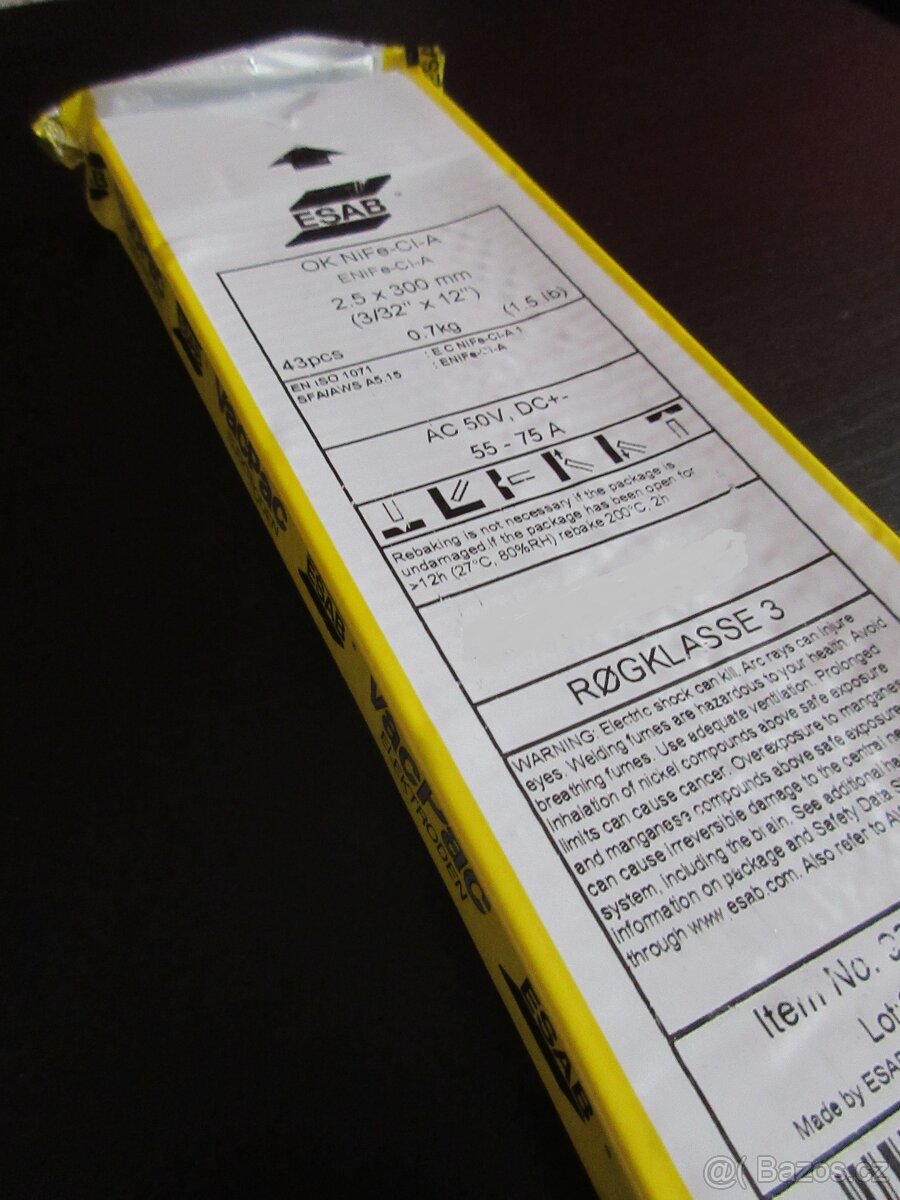 ESAB
OK NiFe-CI-A
ENiFe-CI-A
2.5 x 300 mm
(3/32" x 12")
43pcs 0.7kg (1.5 lb)
EN ISO 1071 : E C NiFe-CI-A 1
SFA/AWS A5.15 : ENiFe-CI-A
AC 50V, DC+-
55 - 75 A
Rebaking is not necessary if the package is
undamaged if the package has been open for
>12h (27°C, 80%RH) rebake 200°C, 2h
RØGKLASSE 3
WARNING: Electric shock can kill. Arc rays can injure
eyes. Welding fumes are hazardous to your health. Avoid
breathing fumes. Use adequate ventilation. Prolonged
inhalation of nickel compounds above safe exposure
limits can cause cancer. Overexposure to manganes
and manganese compounds above safe exposure
can cause irreversible damage to the central ne
system, including the brain. See additional ha
information on package and Safety Data S
through www.esab.com. Also refer to A
Item No.
Lot
Made by ESAB
VacPac
ESAB
VacPac
ELEKTRODEN
ESAB
@( Bazos.cz